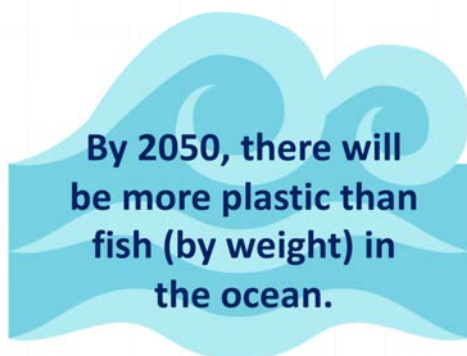 By 2050, there will
be more plastic than
fish (by weight) in
the ocean.